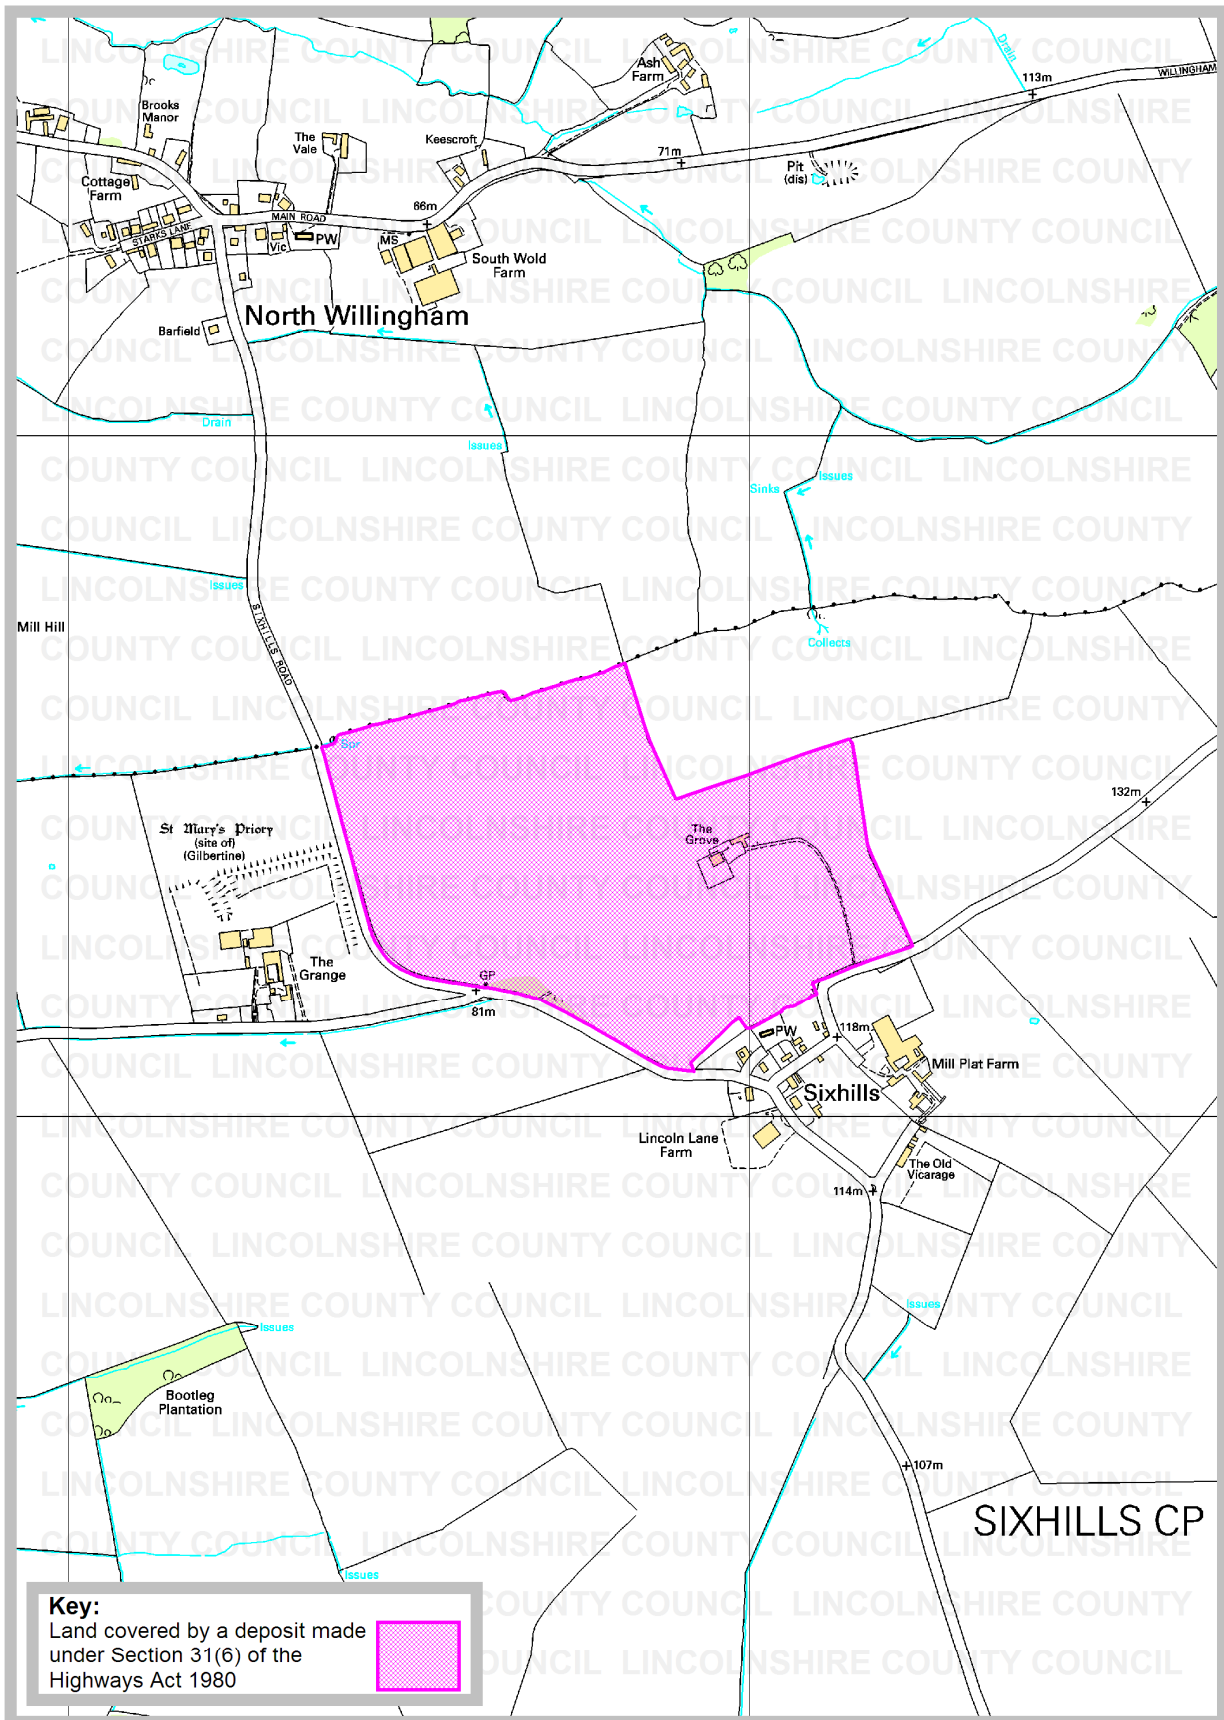 LINCOLNSHIRE COUNTY COUNCIL
Drain
113m
WILLINGHAM
Ash
Farm
Brooks
Manor
The
Vale
Keescroft
71m
Pit
(dis)
Cottage
Farm
66m
MAIN ROAD
STARKS LANE
Vic
PW
MS
South Wold
Farm
North Willingham
Barfield
Drain
Issues
Issues
Sinks
Issues
SIXHILLS ROAD
Mill Hill
Collects
Spr
132m
St Mary's Priory
(site of)
(Gilbertine)
The
Grove
The
Grange
GP
81m
PW
118m
Mill Plat Farm
Sixhills
Lincoln Lane
Farm
The Old
Vicarage
114m
Issues
Issues
Bootleg
Plantation
107m
SIXHILLS CP
Issues
Key:
Land covered by a deposit made
under Section 31(6) of the
Highways Act 1980